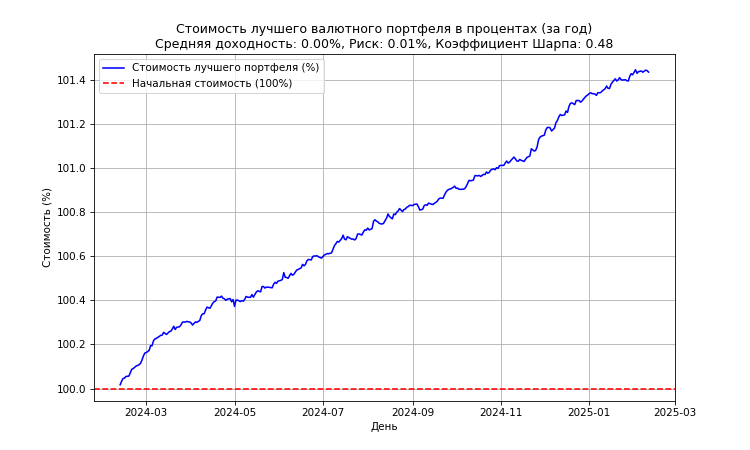 Стоимость лучшего валютного портфеля в процентах (за год)
Средняя доходность: 0.00%, Риск: 0.01%, Коэффициент Шарпа: 0.48
Стоимость лучшего портфеля (%)
Начальная стоимость (100%)
Стоимость (%)
101.4
101.2
101.0
100.8
100.6
100.4
100.2
100.0
2024-03
2024-05
2024-07
2024-09
2024-11
2025-01
2025-03
День